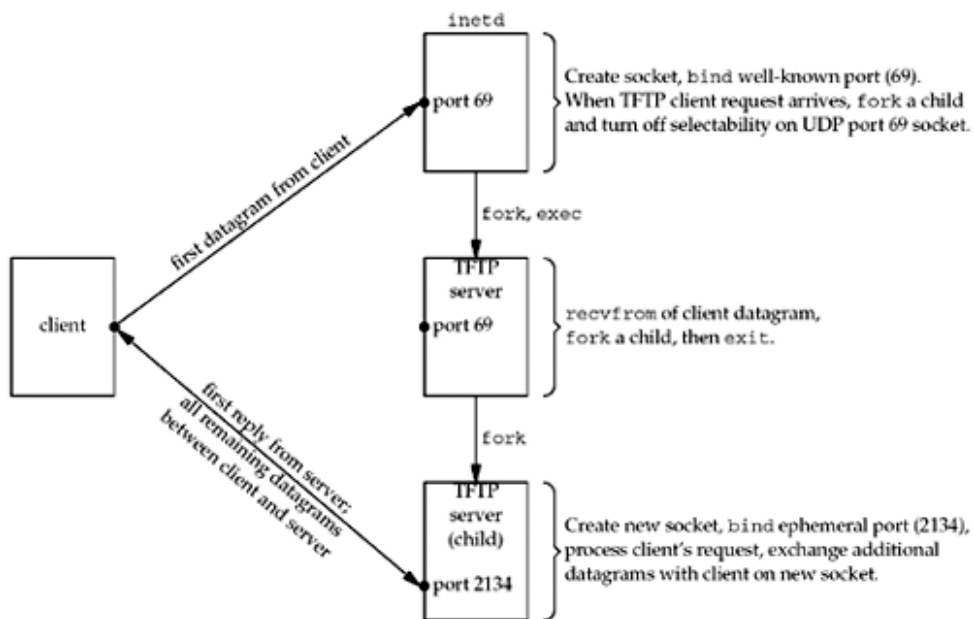 inetd
port 69
Create socket, bind well-known port (69).
When TFTP client request arrives, fork a child
and turn off selectability on UDP port 69 socket.
first datagram from client
fork, exec
client
TFTP
server
port 69
recvfrom of client datagram,
fork a child, then exit.
first reply from server;
all remaining datagrams
between client and server
fork
TFTP
server
(child)
port 2134
Create new socket, bind ephemeral port (2134),
process client's request, exchange additional
datagrams with client on new socket.